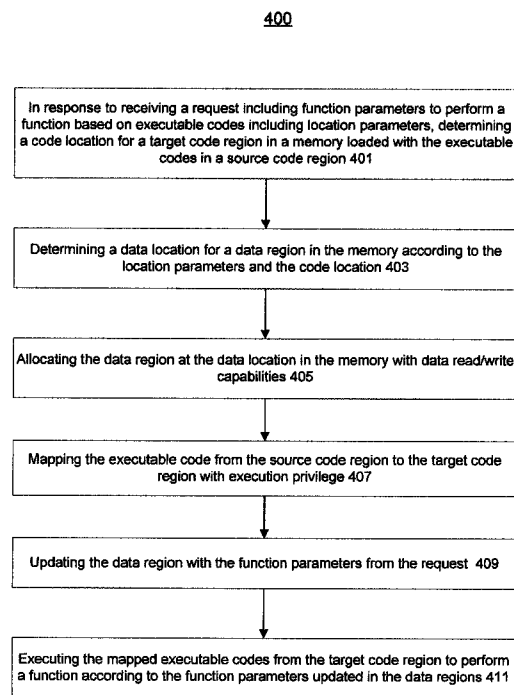 400
In response to receiving a request including function parameters to perform a
function based on executable codes including location parameters, determining
a code location for a target code region in a memory loaded with the executable
codes in a source code region 401
Determining a data location for a data region in the memory according to the
location parameters and the code location 403
Allocating the data region at the data location in the memory with data read/write
capabilities 405
Mapping the executable code from the source code region to the target code
region with execution privilege 407
Updating the data region with the function parameters from the request 409
Executing the mapped executable codes from the target code region to perform
a function according to the function parameters updated in the data regions 411